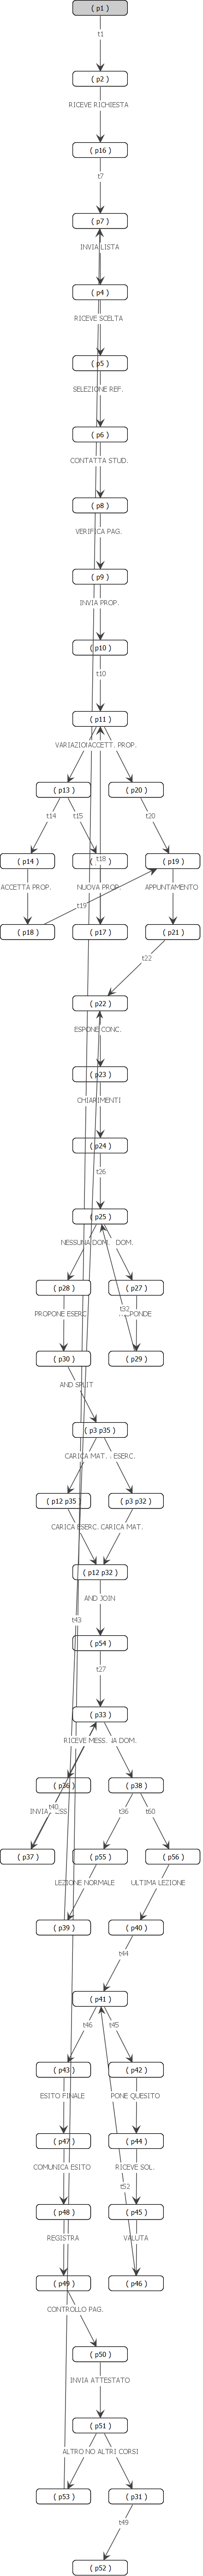 ( p1 )
t1
( p2 )
RICEVE RICHIESTA
( p16 )
t7
( p7 )
INVIA LISTA
( p4 )
RICEVE SCELTA
( p5 )
SELEZIONE REF.
( p6 )
CONTATTA STUD.
( p8 )
VERIFICA PAG.
( p9 )
INVIA PROP.
( p10 )
t10
( p11 )
ACCETT. PROP.
( p13 ) ( p20 )
t14 t15 t20
( p14 ) ( p19 )
t18
ACCETTA PROP. NUOVA PROP. APPUNTAMENTO
t19
( p18 ) ( p17 ) ( p21 )
t22
( p22 )
ESPONE CONC.
( p23 )
CHIARIMENTI
( p24 )
t26
( p25 )
NESSUNA DOM. DOM.
( p28 ) ( p27 )
t32
PROPONE ESERC
( p30 ) ( p29 )
AND SPLIT
( p3 p35 )
CARICA MAT. ESERC.
( p12 p35 ) ( p3 p32 )
CARICA ESERC. CARICA MAT.
( p12 p32 )
AND JOIN
( p54 )
t43
t27
( p33 )
RICEVE MESS. DOM.
( p36 ) ( p38 )
t40
INVIA t36 t60
( p37 ) ( p55 ) ( p56 )
LEZIONE NORMALE ULTIMA LEZIONE
( p39 ) ( p40 )
t44
( p41 )
t46 t45
( p43 ) ( p42 )
ESITO FINALE PONE QUESITO
( p47 ) ( p44 )
COMUNICA ESITO RICEVE SOL.
t52
( p48 ) ( p45 )
REGISTRA VALUTA
( p49 ) ( p46 )
CONTROLLO PAG.
( p50 )
INVIA ATTESTATO
( p51 )
ALTRO NO ALTRI CORSI
( p53 ) ( p31 )
t49
( p52 )